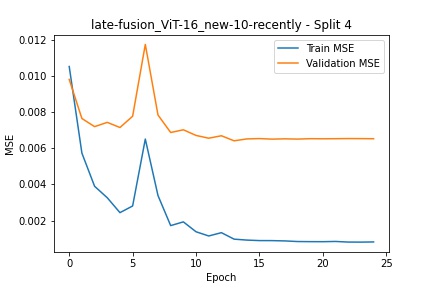 late-fusion_ViT-16_new-10-recently - Split 4
Train MSE
Validation MSE
0.012
0.010
0.008
0.006
0.004
0.002
MSE
0 5 10 15 20 25
Epoch